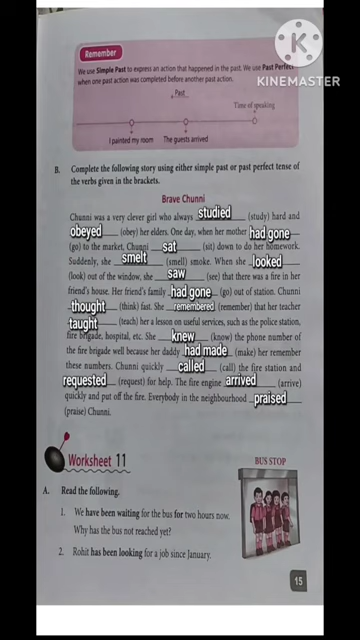 KINEMASTER
Remember
We use Simple Past to express an action that happened in the past. We use Past Perfect
when one past action was completed before another past action.
Past
Time of speaking
I painted my room The guests arrived
B. Complete the following story using either simple past or past perfect tense of
the verbs given in the brackets.
Brave Chunni
Chunni was a very clever girl who always studied (study) hard and
obeyed (obey) her elders. One day, when her mother had gone
(go) to the market, Chunni sat (sit) down to do her homework.
Suddenly, she smelt (smell) smoke. When she looked
(look) out of the window, she saw (see) that there was a fire in her
friend's house. Her friend's family had gone (go) out of station. Chunni
thought (think) fast. She remembered (remember) that her teacher
taught (teach) her a lesson on useful services, such as the police station,
fire brigade, hospital, etc. She knew (know) the phone number of
the fire brigade well because her daddy had made (make) her remember
these numbers. Chunni quickly called (call) the fire station and
requested (request) for help. The fire engine arrived (arrive)
quickly and put off the fire. Everybody in the neighbourhood praised
(praise) Chunni.
Worksheet 11
BUS STOP
A. Read the following.
1. We have been waiting for the bus for two hours now.
Why has the bus not reached yet?
2. Rohit has been looking for a job since January.
15